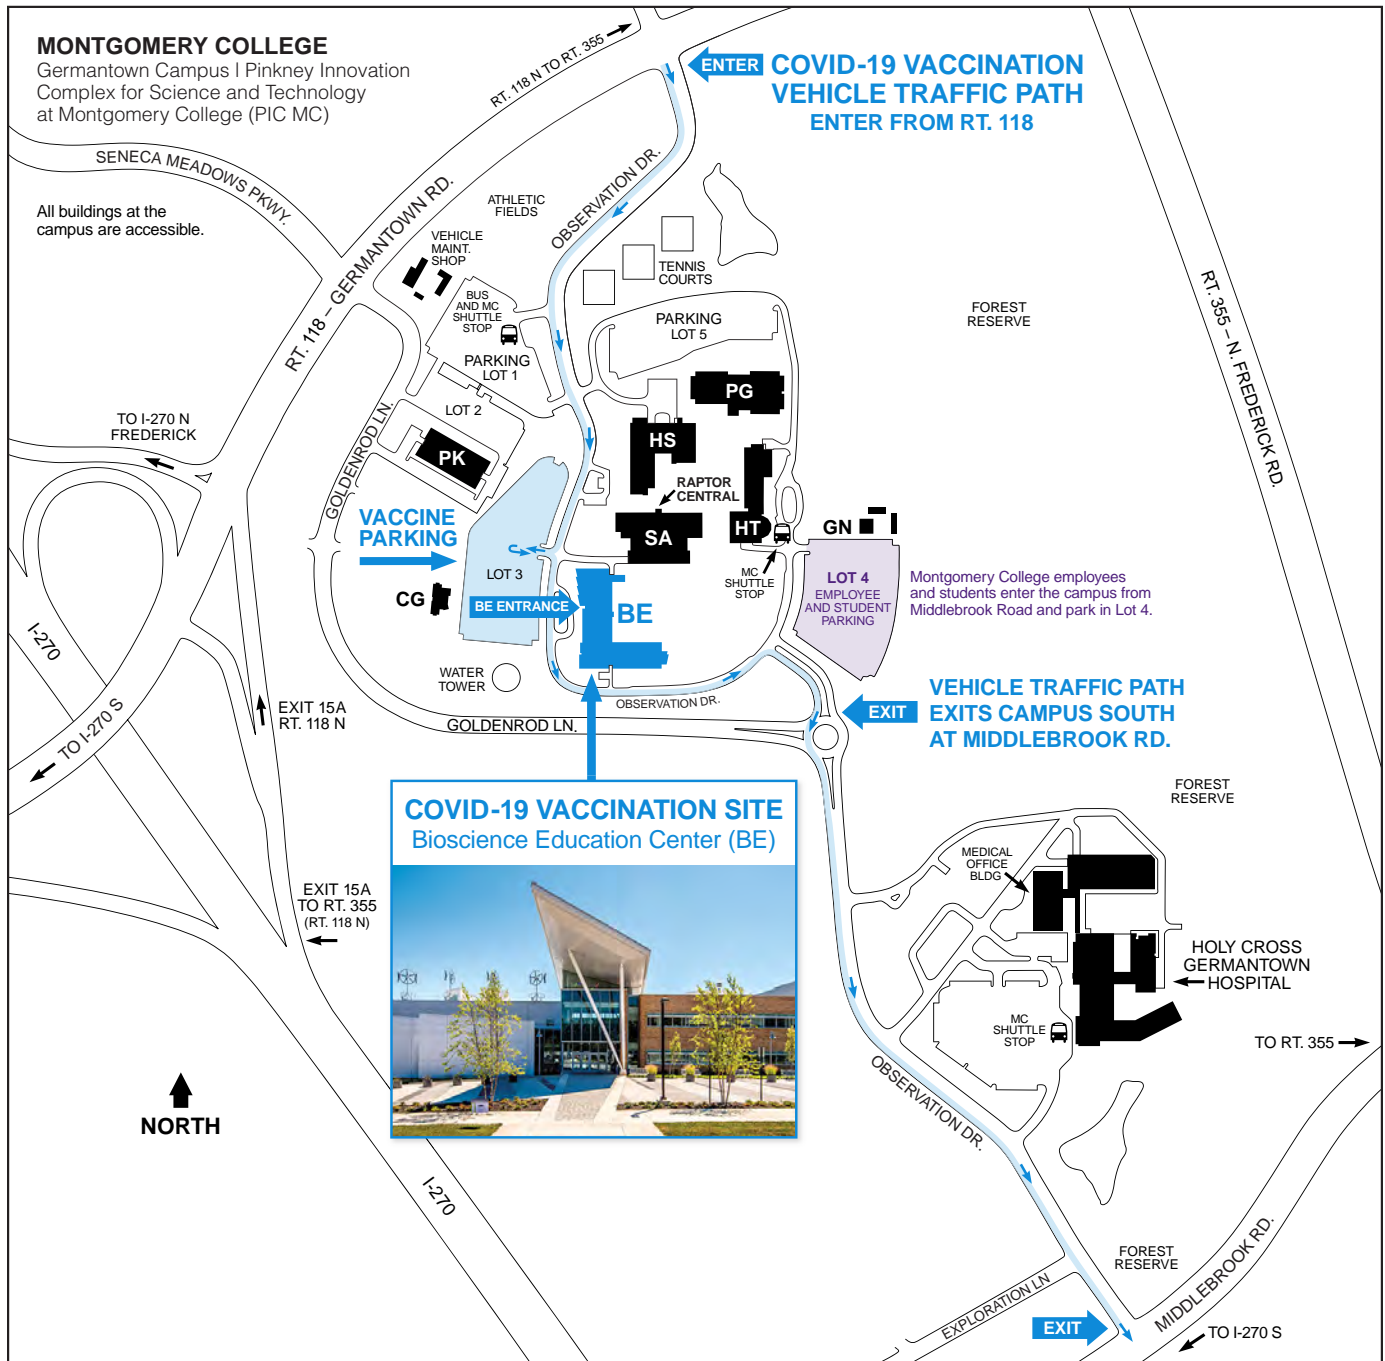 MONTGOMERY COLLEGE
Germantown Campus | Pinkney Innovation
Complex for Science and Technology
at Montgomery College (PIC MC)
RT. 118 N TO RT. 355
ENTER
COVID-19 VACCINATION
VEHICLE TRAFFIC PATH
ENTER FROM RT. 118
SENECA MEADOWS PKWY.
All buildings at the
campus are accessible.
ATHLETIC
FIELDS
OBSERVATION DR.
VEHICLE
MAINT.
SHOP
TENNIS
COURTS
RT. 118 – GERMANTOWN RD.
BUS
AND MC
SHUTTLE
STOP
PARKING
LOT 5
FOREST
RESERVE
RT. 355 – N. FREDERICK RD.
PARKING
LOT 1
PG
LOT 2
TO I-270 N
FREDERICK
GOLDENROD LN.
HS
PK
RAPTOR
CENTRAL
VACCINE
PARKING
SA
HT
GN
LOT 3
MC
SHUTTLE
STOP
LOT 4
EMPLOYEE
AND STUDENT
PARKING
Montgomery College employees
and students enter the campus from
Middlebrook Road and park in Lot 4.
CG
BE ENTRANCE
BE
I-270
WATER
TOWER
OBSERVATION DR.
EXIT
VEHICLE TRAFFIC PATH
EXITS CAMPUS SOUTH
AT MIDDLEBROOK RD.
EXIT 15A
RT. 118 N
GOLDENROD LN.
TO I-270 S
COVID-19 VACCINATION SITE
Bioscience Education Center (BE)
FOREST
RESERVE
MEDICAL
OFFICE
BLDG
EXIT 15A
TO RT. 355
(RT. 118 N)
HOLY CROSS
GERMANTOWN
HOSPITAL
MC
SHUTTLE
STOP
TO RT. 355
OBSERVATION DR.
NORTH
I-270
FOREST
RESERVE
MIDDLEBROOK RD.
EXPLORATION LN
EXIT
TO I-270 S